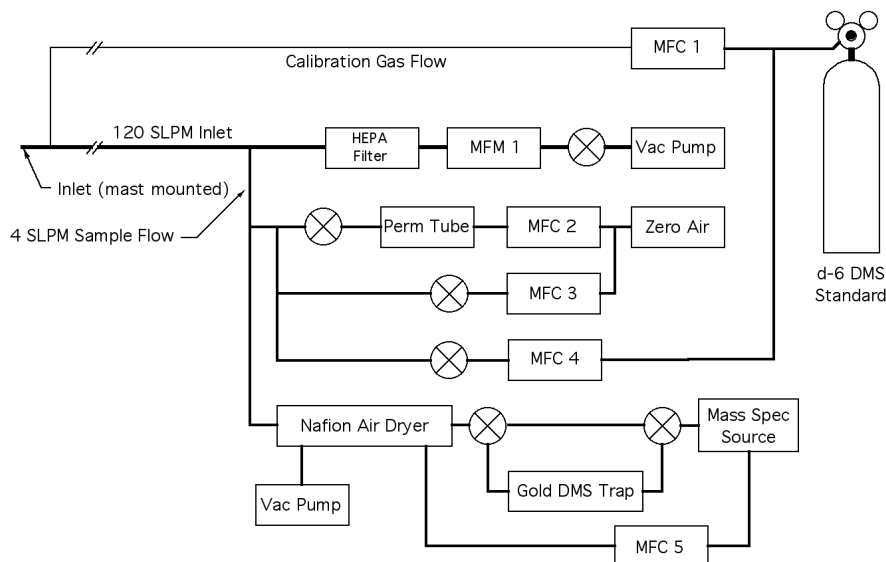 MFC 1
Calibration Gas Flow
120 SLPM Inlet
HEPA
Filter
MFM 1
Vac Pump
Inlet (mast mounted)
4 SLPM Sample Flow
Perm Tube
MFC 2
Zero Air
d-6 DMS
Standard
MFC 3
MFC 4
Nafion Air Dryer
Mass Spec
Source
Vac Pump
Gold DMS Trap
MFC 5